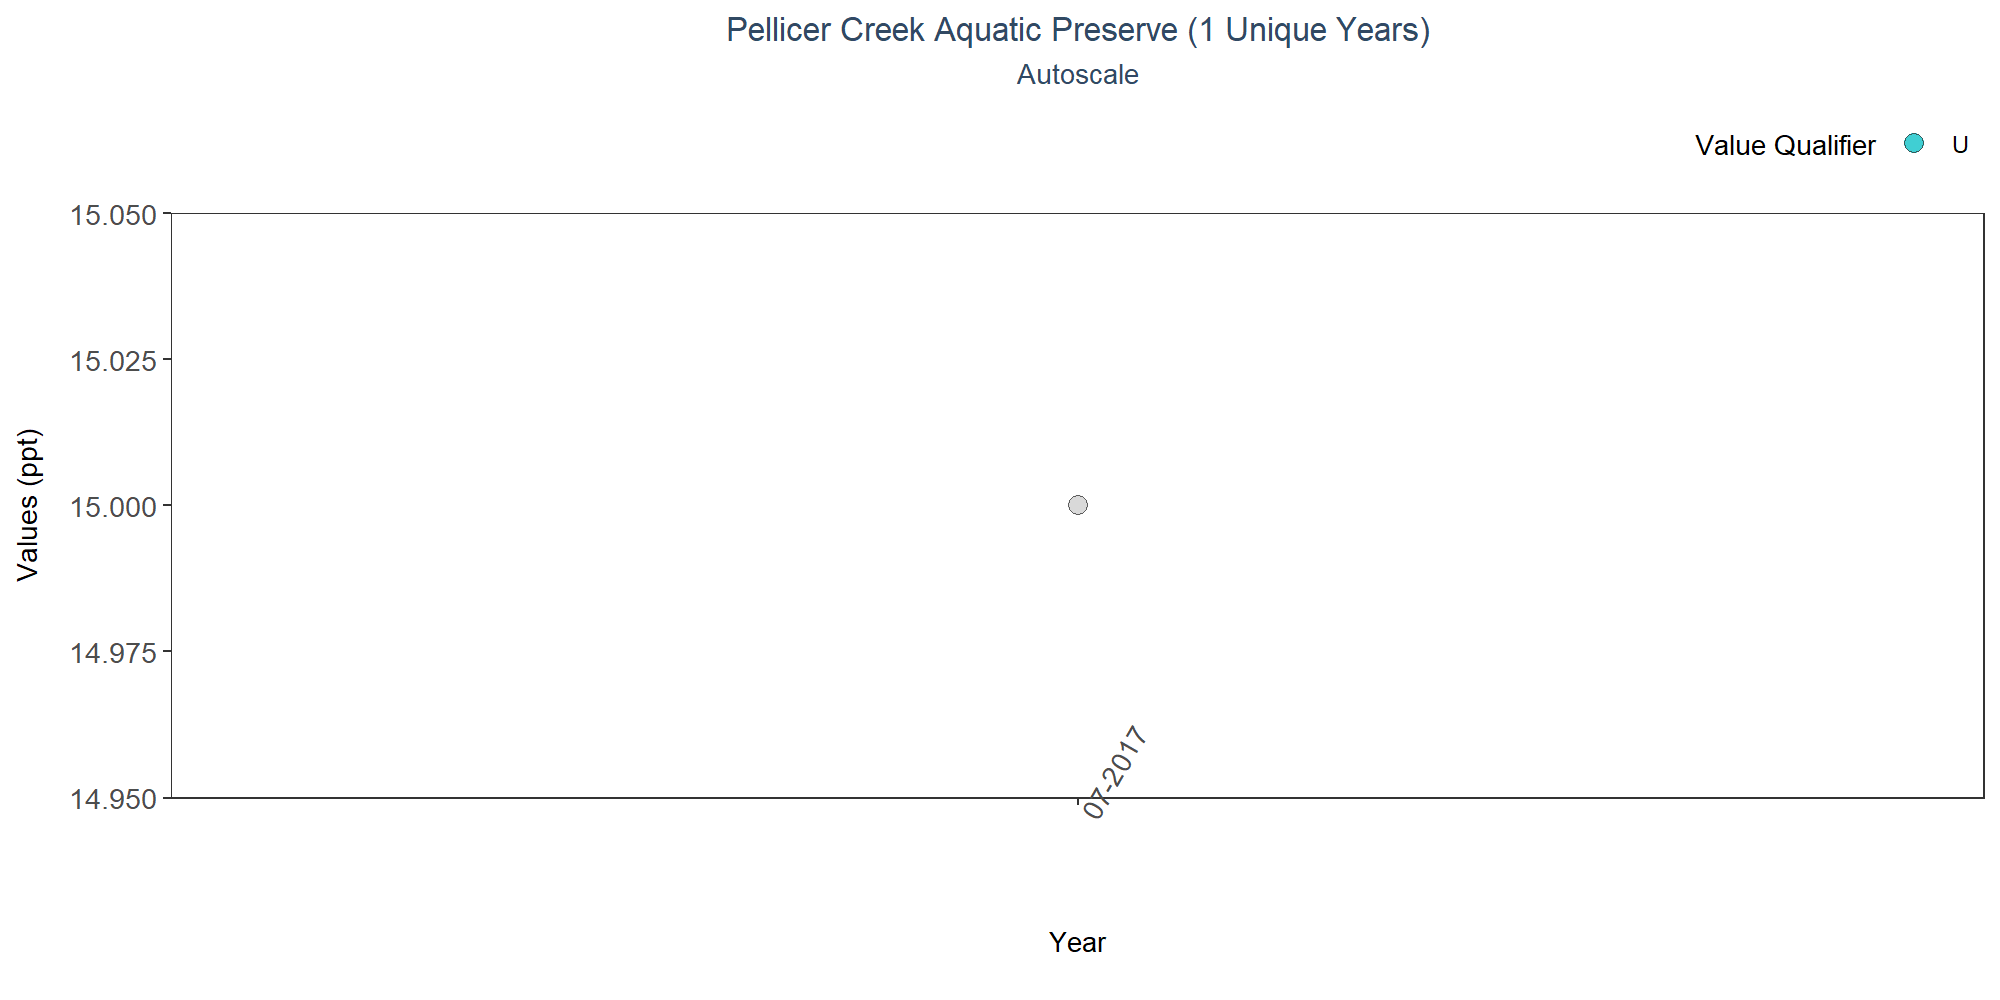 Pellicer Creek Aquatic Preserve (1 Unique Years)
Autoscale
Value Qualifier U
15.050
15.025
15.000
14.975
14.950
Values (ppt)
07-2017
Year